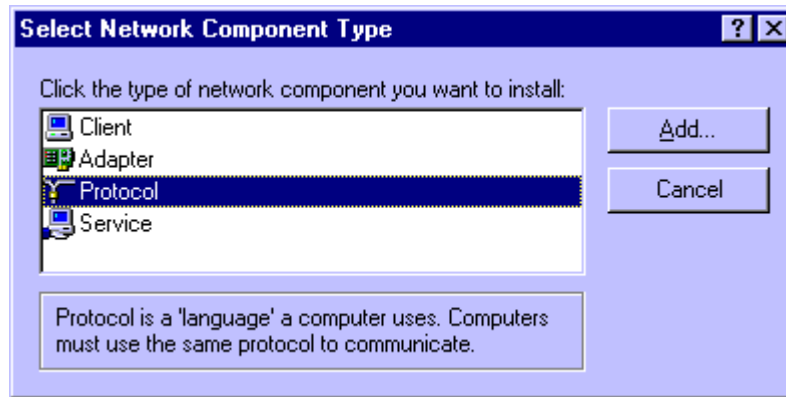 Select Network Component Type
Click the type of network component you want to install:
Client
Adapter
Protocol
Service
Add...
Cancel
Protocol is a 'language' a computer uses. Computers
must use the same protocol to communicate.